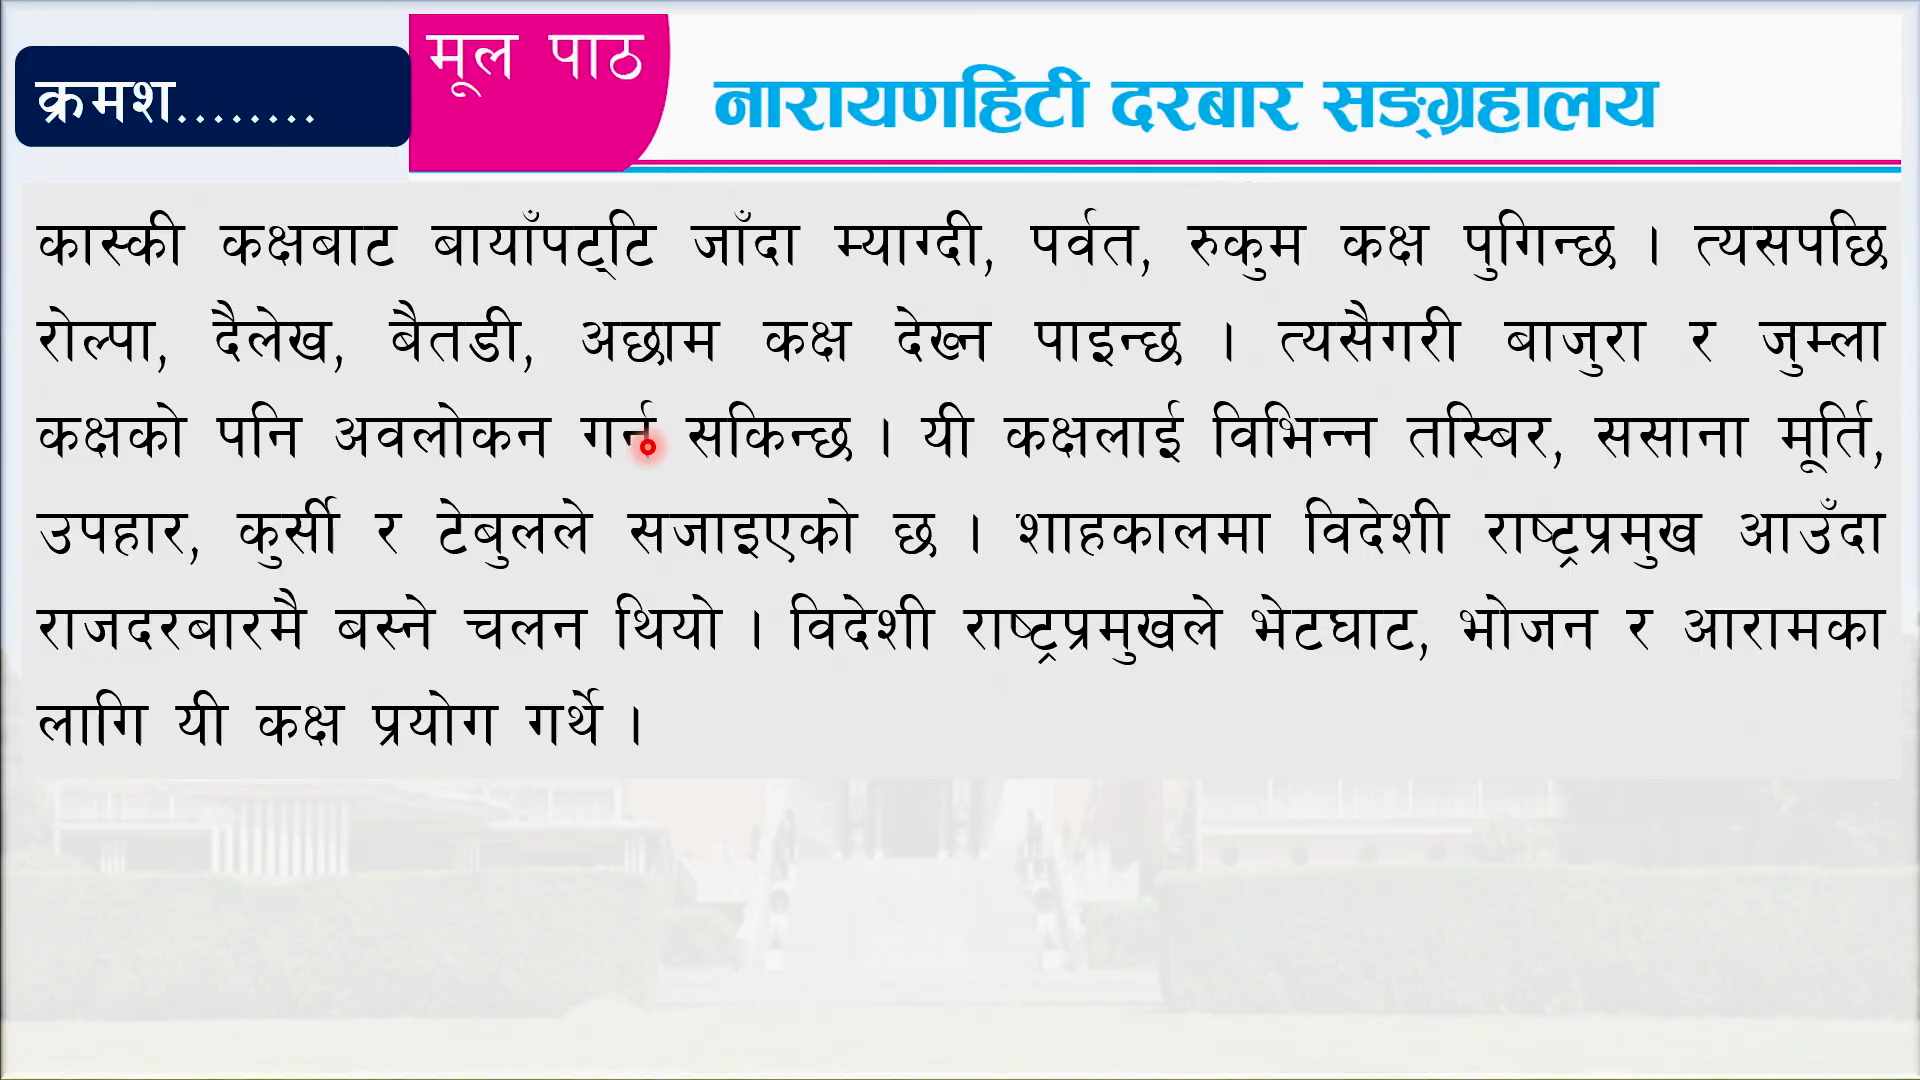 क्रमश........
मूल पाठ
नारायणहिटी दरबार सङ्ग्रहालय
कास्की कक्षबाट बायाँपट्टि जाँदा म्याग्दी, पर्वत, रुकुम कक्ष पुगिन्छ । त्यसपछि
रोल्पा, दैलेख, बैतडी, अछाम कक्ष देख्न पाइन्छ । त्यसैगरी बाजुरा र जुम्ला
कक्षको पनि अवलोकन गर्न सकिन्छ । यी कक्षलाई विभिन्न तस्बिर, ससाना मूर्ति,
उपहार, कुर्सी र टेबुलले सजाइएको छ । शाहकालमा विदेशी राष्ट्रप्रमुख आउँदा
राजदरबारमै बस्ने चलन थियो । विदेशी राष्ट्रप्रमुखले भेटघाट, भोजन र आरामका
लागि यी कक्ष प्रयोग गर्थे ।